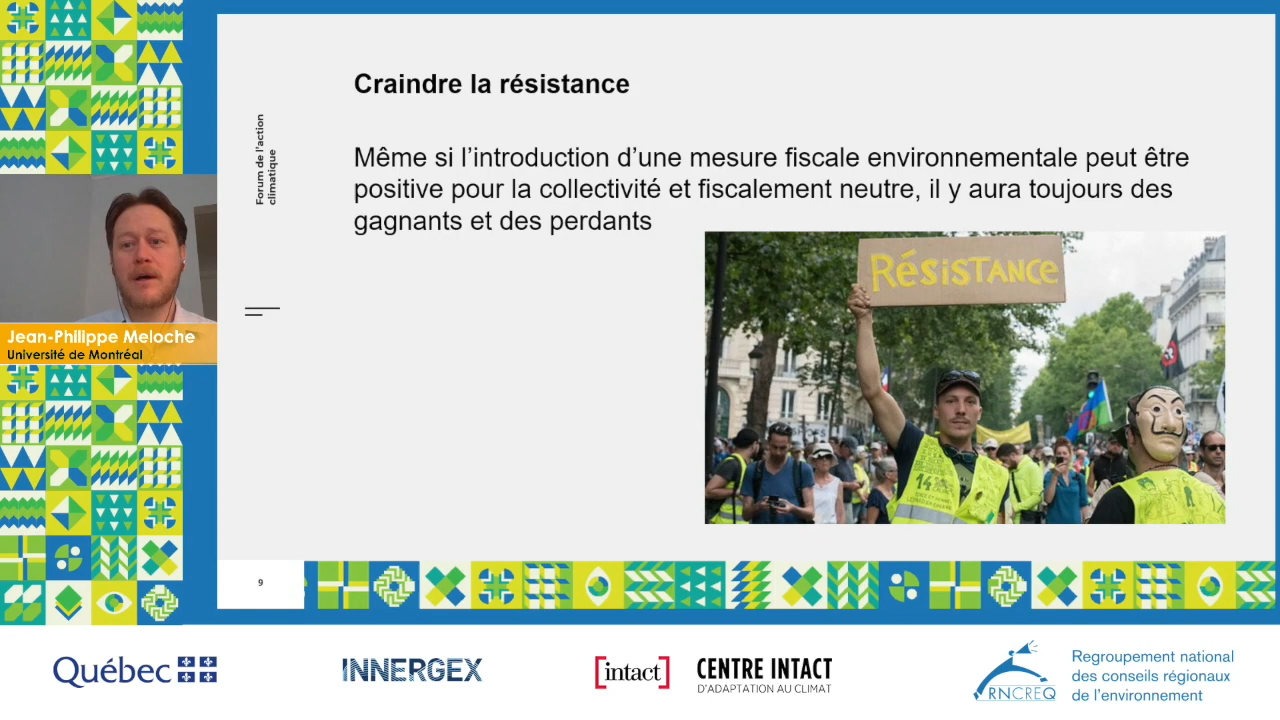 Forum de l'action
climatique
Craindre la résistance
Même si l'introduction d'une mesure fiscale environnementale peut être
positive pour la collectivité et fiscalement neutre, il y aura toujours des
gagnants et des perdants
RÉSISTANCE
14
Jean-Philippe Meloche
Université de Montréal
9
Québec
INNERGEX
[intact]
CENTRE INTACT
D'ADAPTATION AU CLIMAT
RNCREQ
Regroupement national
des conseils régionaux
de l'environnement